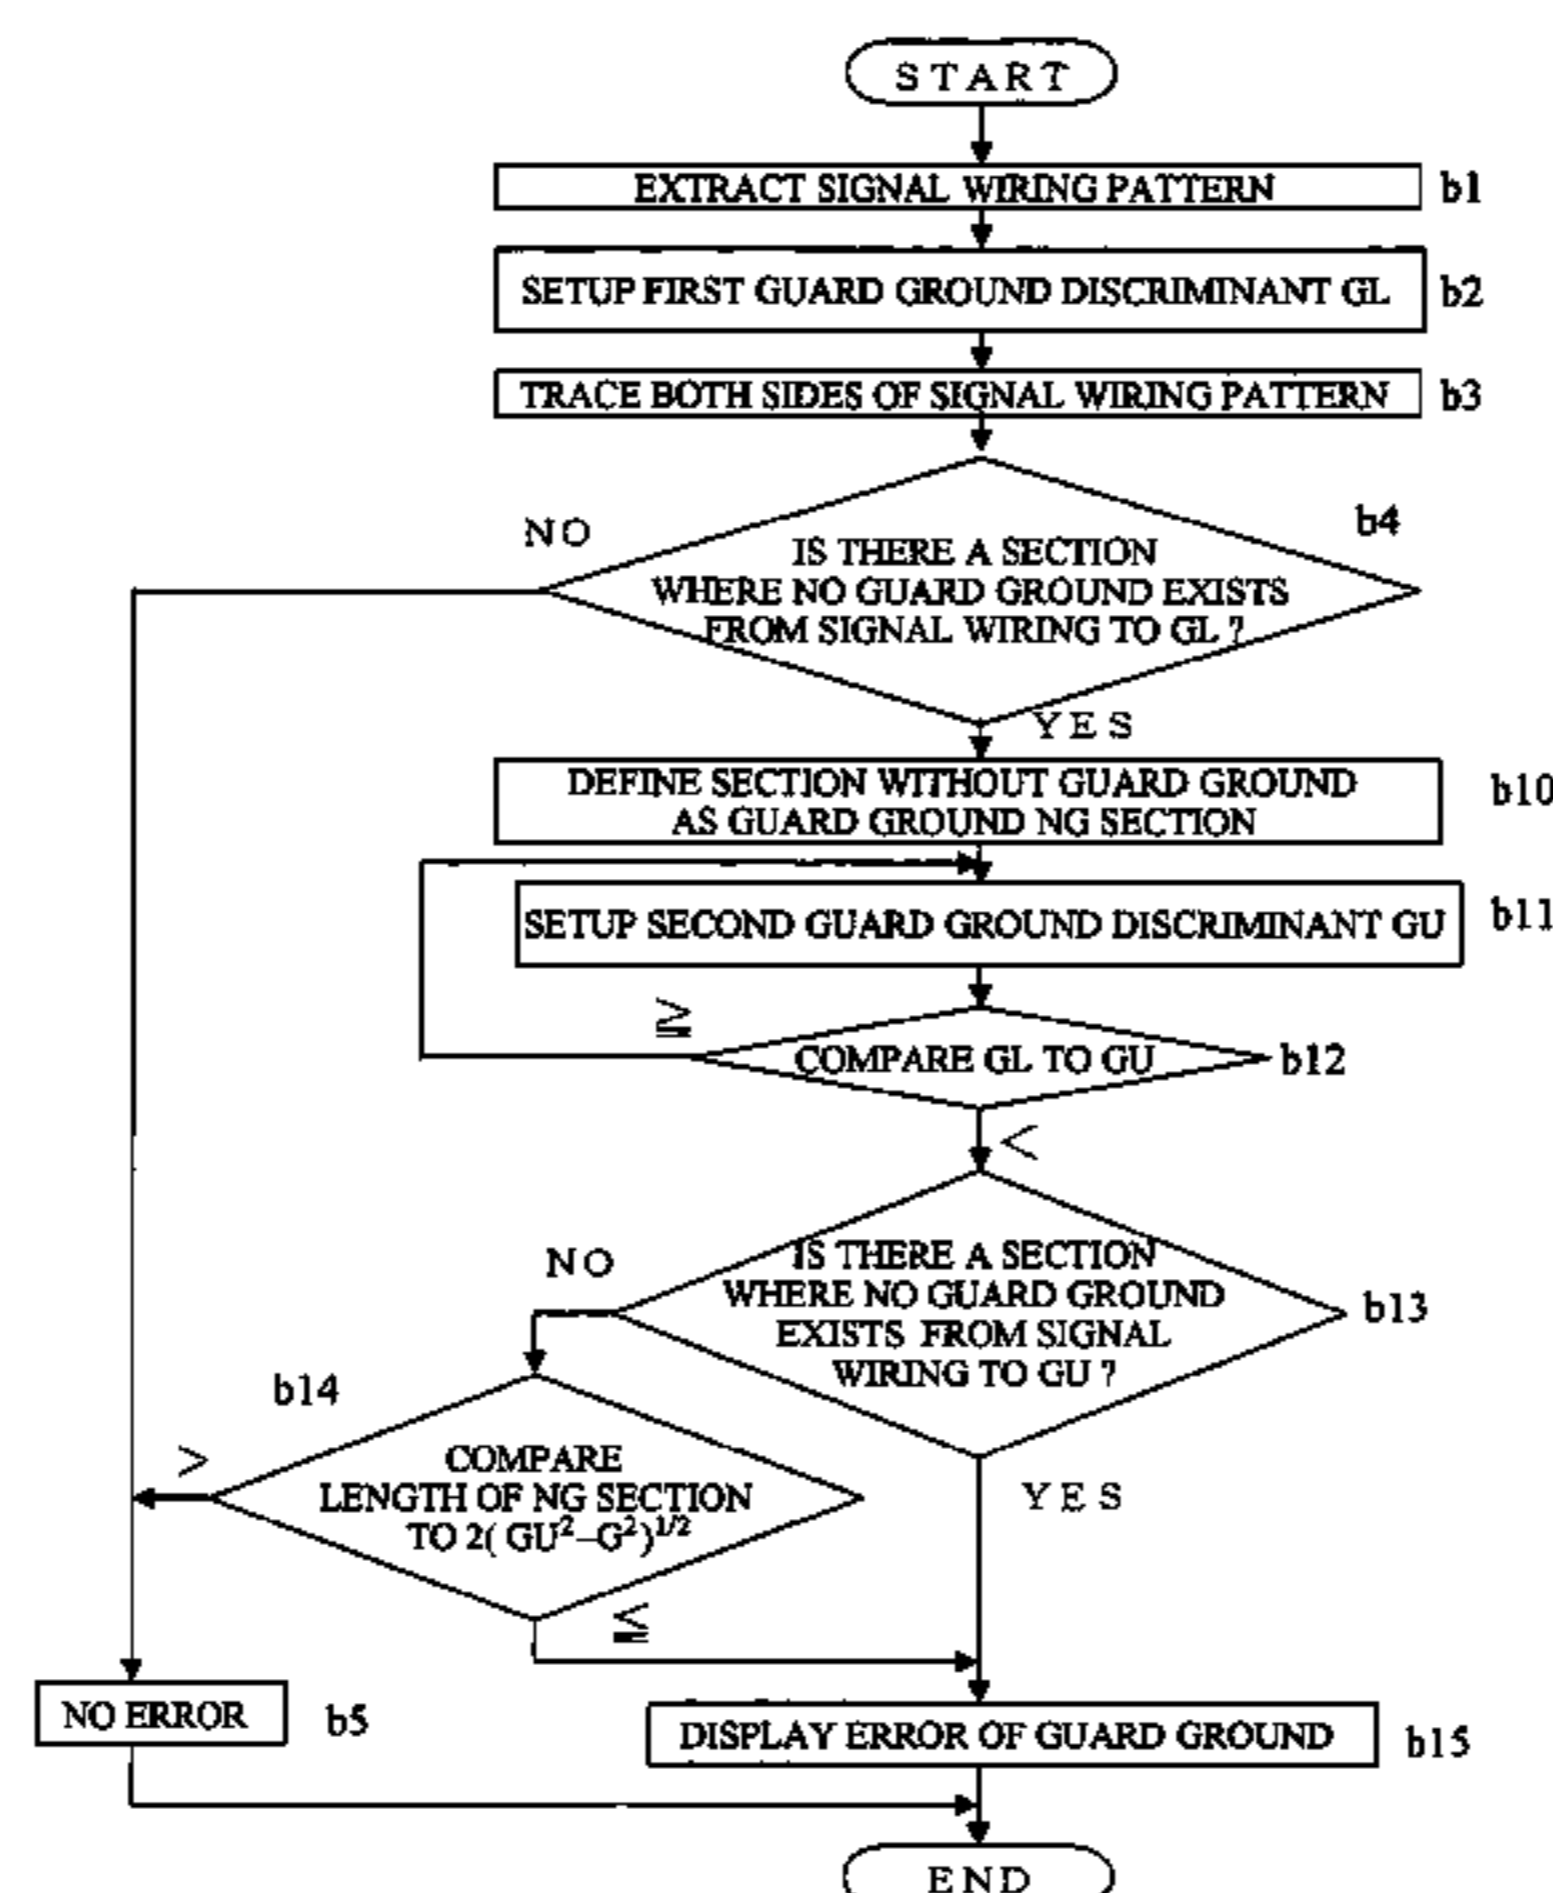 START
EXTRACT SIGNAL WIRING PATTERN
b1
SETUP FIRST GUARD GROUND DISCRIMINANT GL
b2
TRACE BOTH SIDES OF SIGNAL WIRING PATTERN
b3
NO
b4
IS THERE A SECTION
WHERE NO GUARD GROUND EXISTS
FROM SIGNAL WIRING TO GL ?
YES
DEFINE SECTION WITHOUT GUARD GROUND
AS GUARD GROUND NG SECTION
b10
SETUP SECOND GUARD GROUND DISCRIMINANT GU
b11
≧
COMPARE GL TO GU
b12
<
NO
IS THERE A SECTION
WHERE NO GUARD GROUND
EXISTS FROM SIGNAL
WIRING TO GU ?
b13
b14
>
COMPARE
LENGTH OF NG SECTION
TO 2( GU²–G²)^1/2
YES
≦
NO ERROR
b5
DISPLAY ERROR OF GUARD GROUND
b15
END